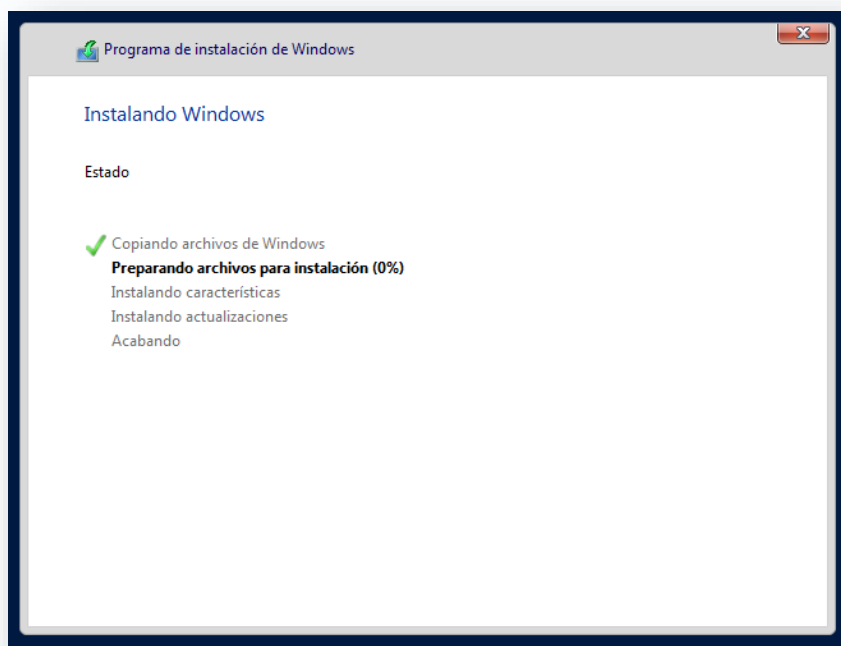 Programa de instalación de Windows
Instalando Windows
Estado
Copiando archivos de Windows
Preparando archivos para instalación (0%)
Instalando características
Instalando actualizaciones
Acabando